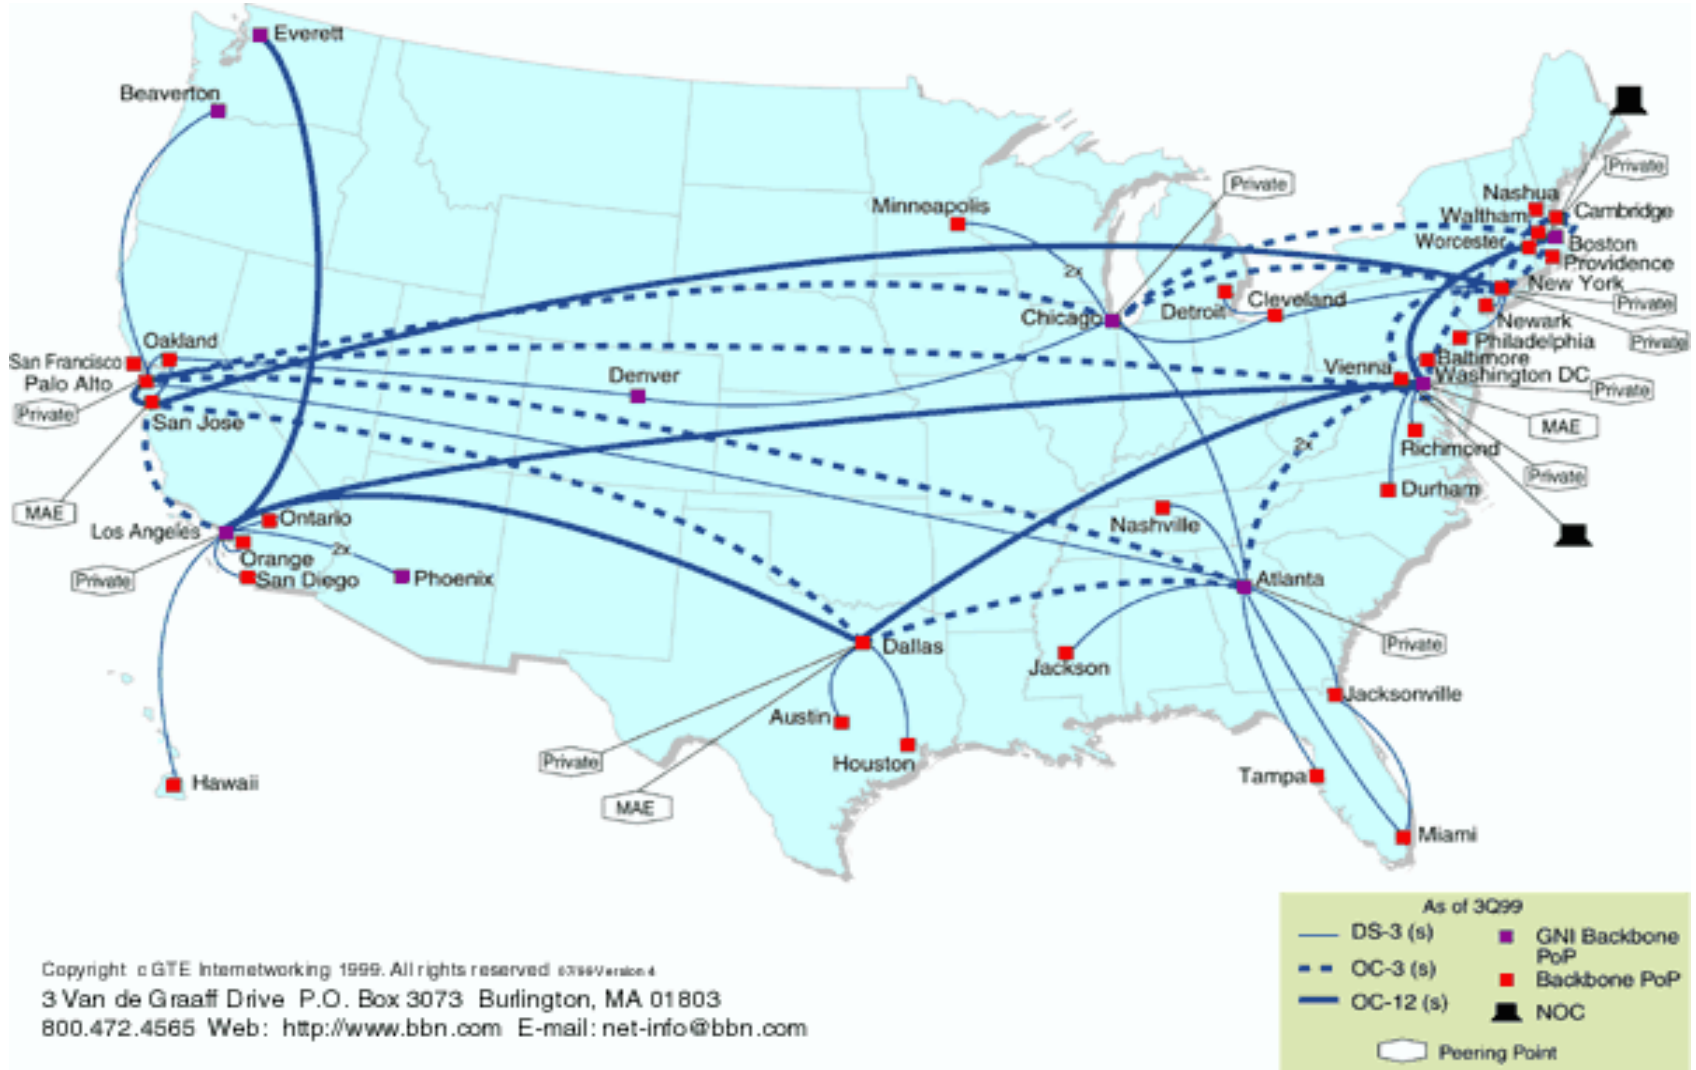 Everett
Beaverton
Private
Minneapolis
Nashua
Private
Waltham
Cambridge
Worcester
Boston
Providence
2x
New York
Detroit
Cleveland
Private
Chicago
Newark
Oakland
Philadelphia
Private
San Francisco
Baltimore
Vienna
Palo Alto
Denver
Washington DC
Private
Private
San Jose
MAE
2x
Richmond
Private
Durham
MAE
Ontario
Nashville
Los Angeles
2x
Orange
Private
San Diego
Phoenix
Atlanta
Private
Dallas
Jackson
Jacksonville
Austin
Private
Houston
Tampa
Hawaii
MAE
Miami
As of 3Q99
DS-3 (s)
GNI Backbone
PoP
OC-3 (s)
Backbone PoP
OC-12 (s)
NOC
Peering Point
Copyright c GTE Internetworking 1999. All rights reserved 07/99 Version 4
3 Van de Graaff Drive P.O. Box 3073 Burlington, MA 01803
800.472.4565 Web: http://www.bbn.com E-mail: net-info@bbn.com